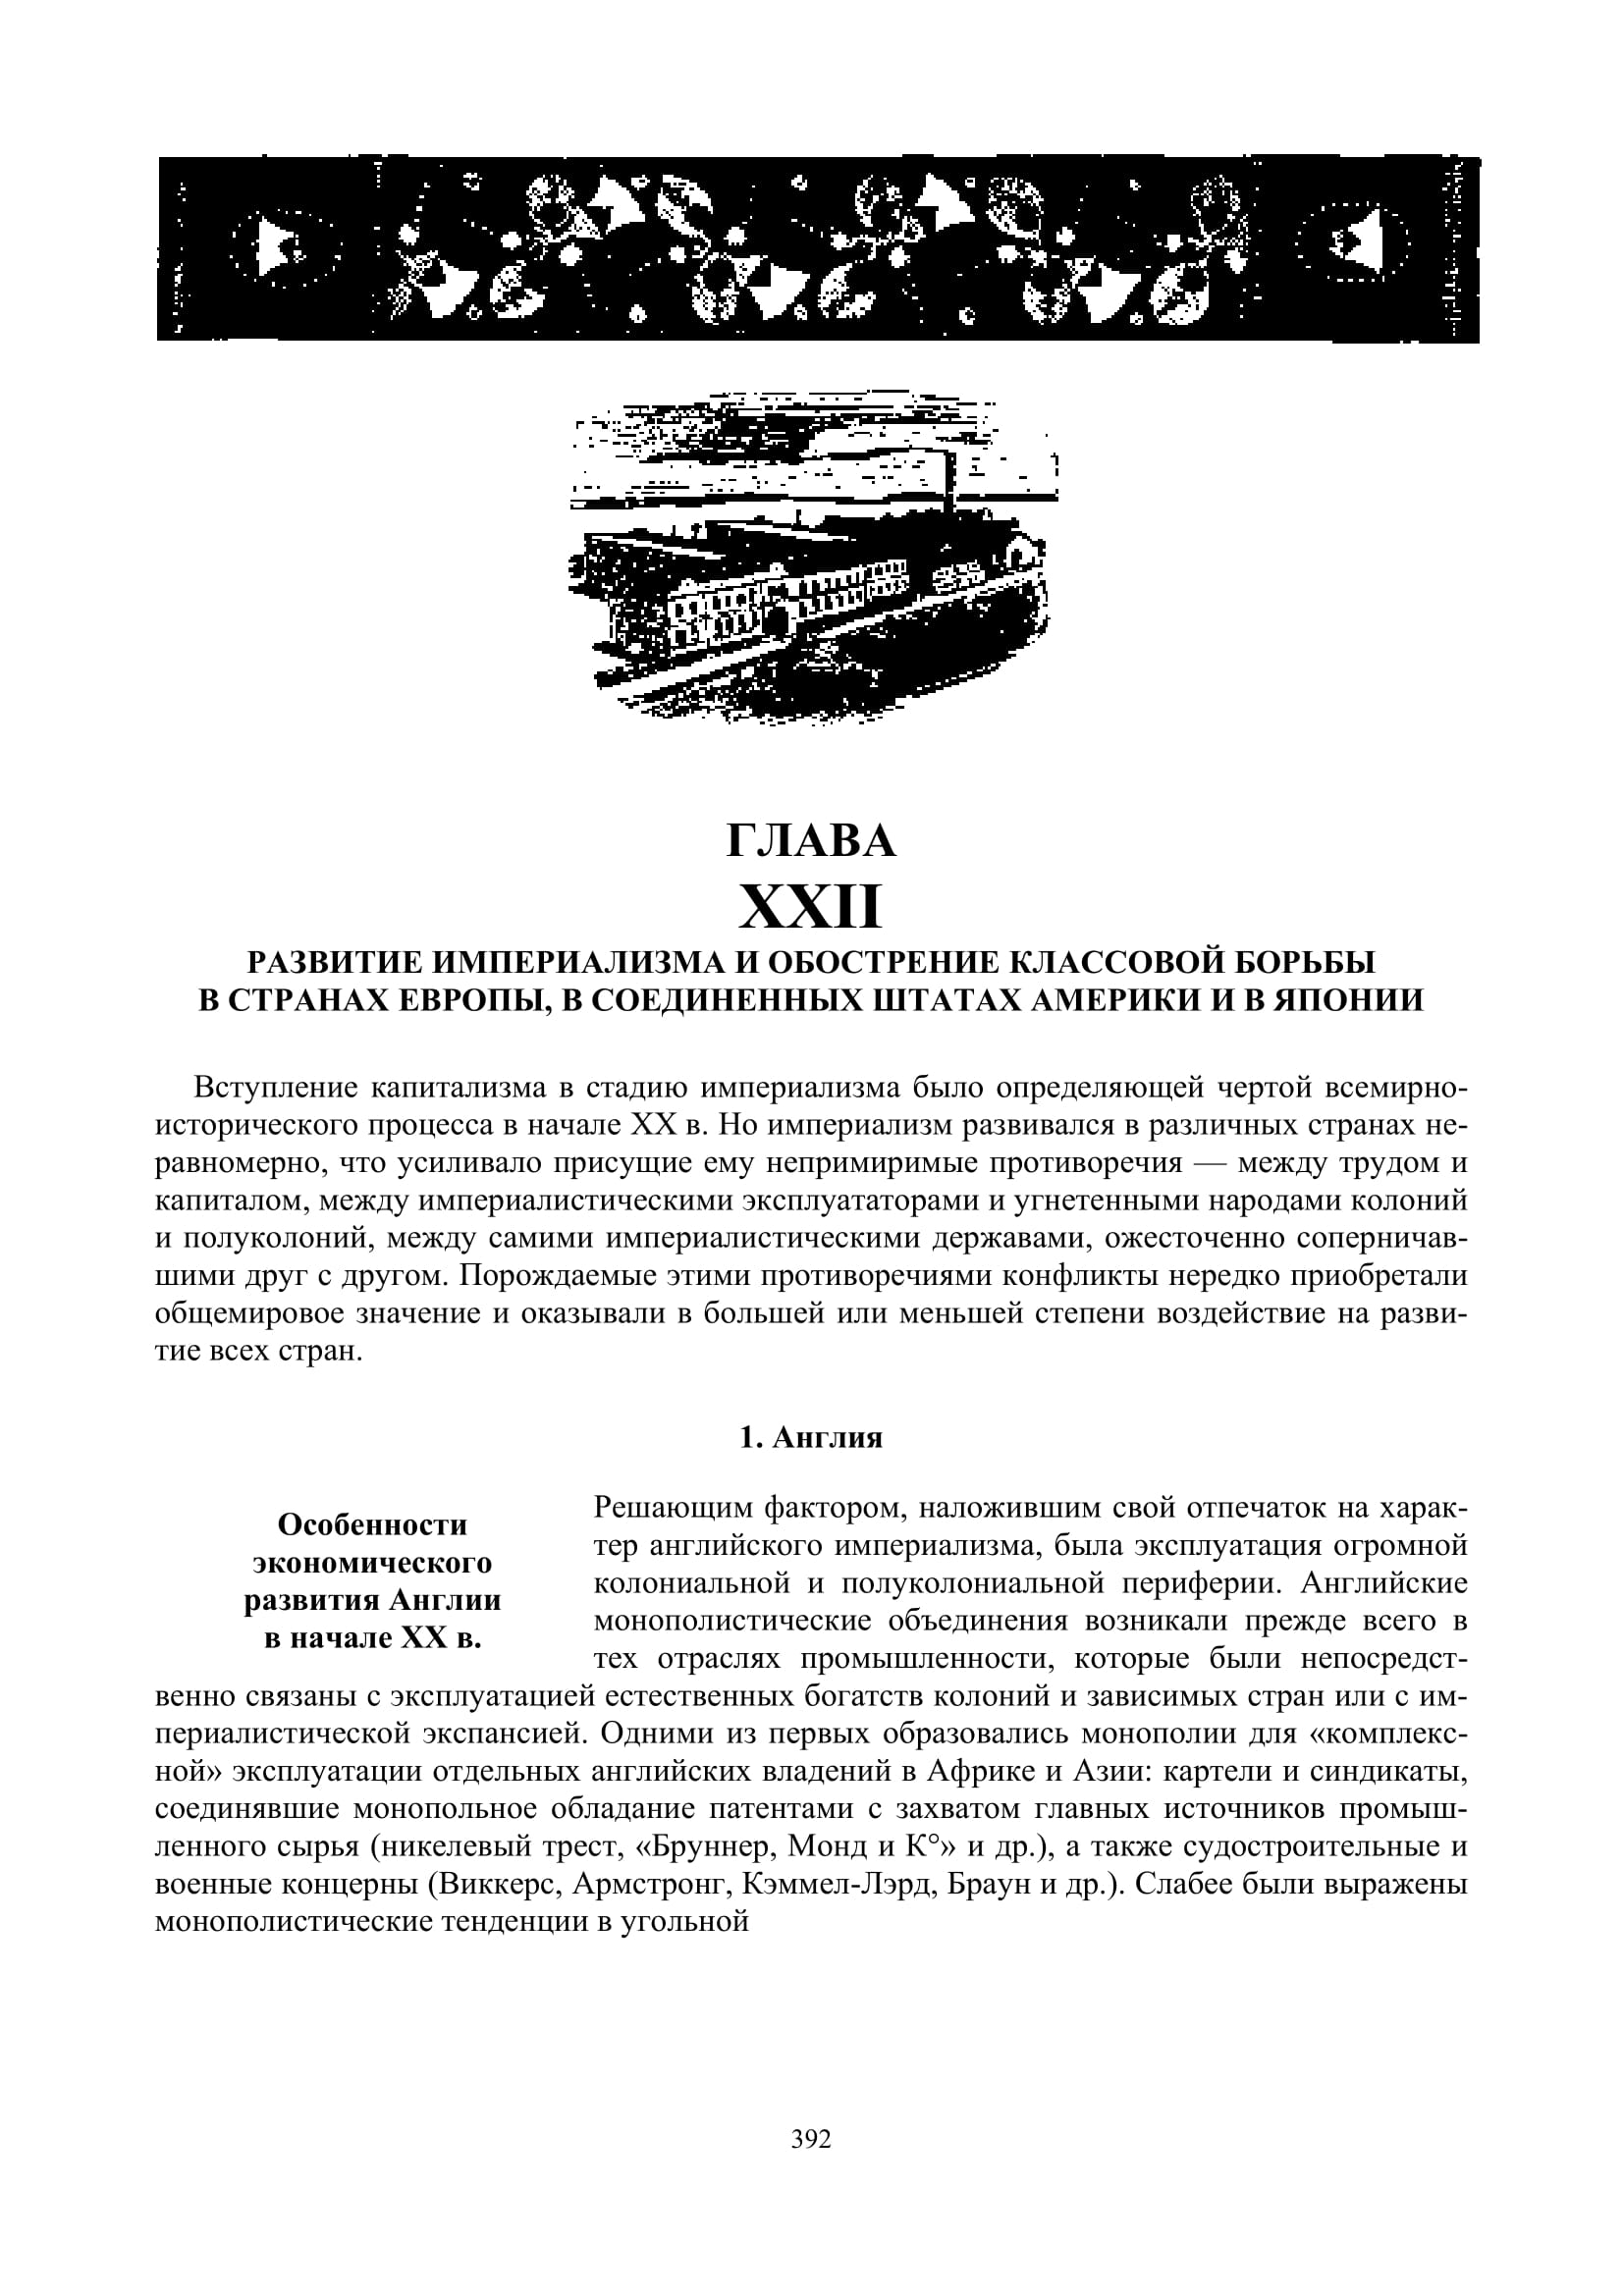 ГЛАВА
XXII
РАЗВИТИЕ ИМПЕРИАЛИЗМА И ОБОСТРЕНИЕ КЛАССОВОЙ БОРЬБЫ
В СТРАНАХ ЕВРОПЫ, В СОЕДИНЕННЫХ ШТАТАХ АМЕРИКИ И В ЯПОНИИ
Вступление капитализма в стадию империализма было определяющей чертой всемирно-
исторического процесса в начале XX в. Но империализм развивался в различных странах не-
равномерно, что усиливало присущие ему непримиримые противоречия — между трудом и
капиталом, между империалистическими эксплуататорами и угнетенными народами колоний
и полуколоний, между самими империалистическими державами, ожесточенно соперничав-
шими друг с другом. Порождаемые этими противоречиями конфликты нередко приобретали
общемировое значение и оказывали в большей или меньшей степени воздействие на разви-
тие всех стран.
1. Англия
Особенности
экономического
развития Англии
в начале XX в.
Решающим фактором, наложившим свой отпечаток на харак-
тер английского империализма, была эксплуатация огромной
колониальной и полуколониальной периферии. Английские
монополистические объединения возникали прежде всего в
тех отраслях промышленности, которые были непосредст-
венно связаны с эксплуатацией естественных богатств колоний и зависимых стран или с им-
периалистической экспансией. Одними из первых образовались монополии для «комплекс-
ной» эксплуатации отдельных английских владений в Африке и Азии: картели и синдикаты,
соединявшие монопольное обладание патентами с захватом главных источников промыш-
ленного сырья (никелевый трест, «Бруннер, Монд и К°» и др.), а также судостроительные и
военные концерны (Виккерс, Армстронг, Кэммел-Лэрд, Браун и др.). Слабее были выражены
монополистические тенденции в угольной
392